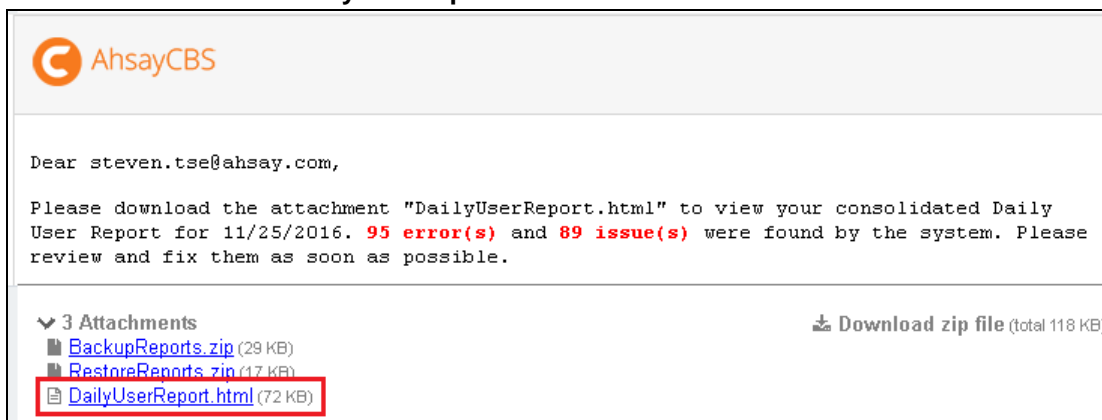 AhsayCBS
Dear steven.tse@ahsay.com,
Please download the attachment "DailyUserReport.html" to view your consolidated Daily
User Report for 11/25/2016. 95 error(s) and 89 issue(s) were found by the system. Please
review and fix them as soon as possible.
3 Attachments
Download zip file (total 118 KB)
BackupReports.zip (29 KB)
RestoreReports.zip (17 KB)
DailyUserReport.html (72 KB)